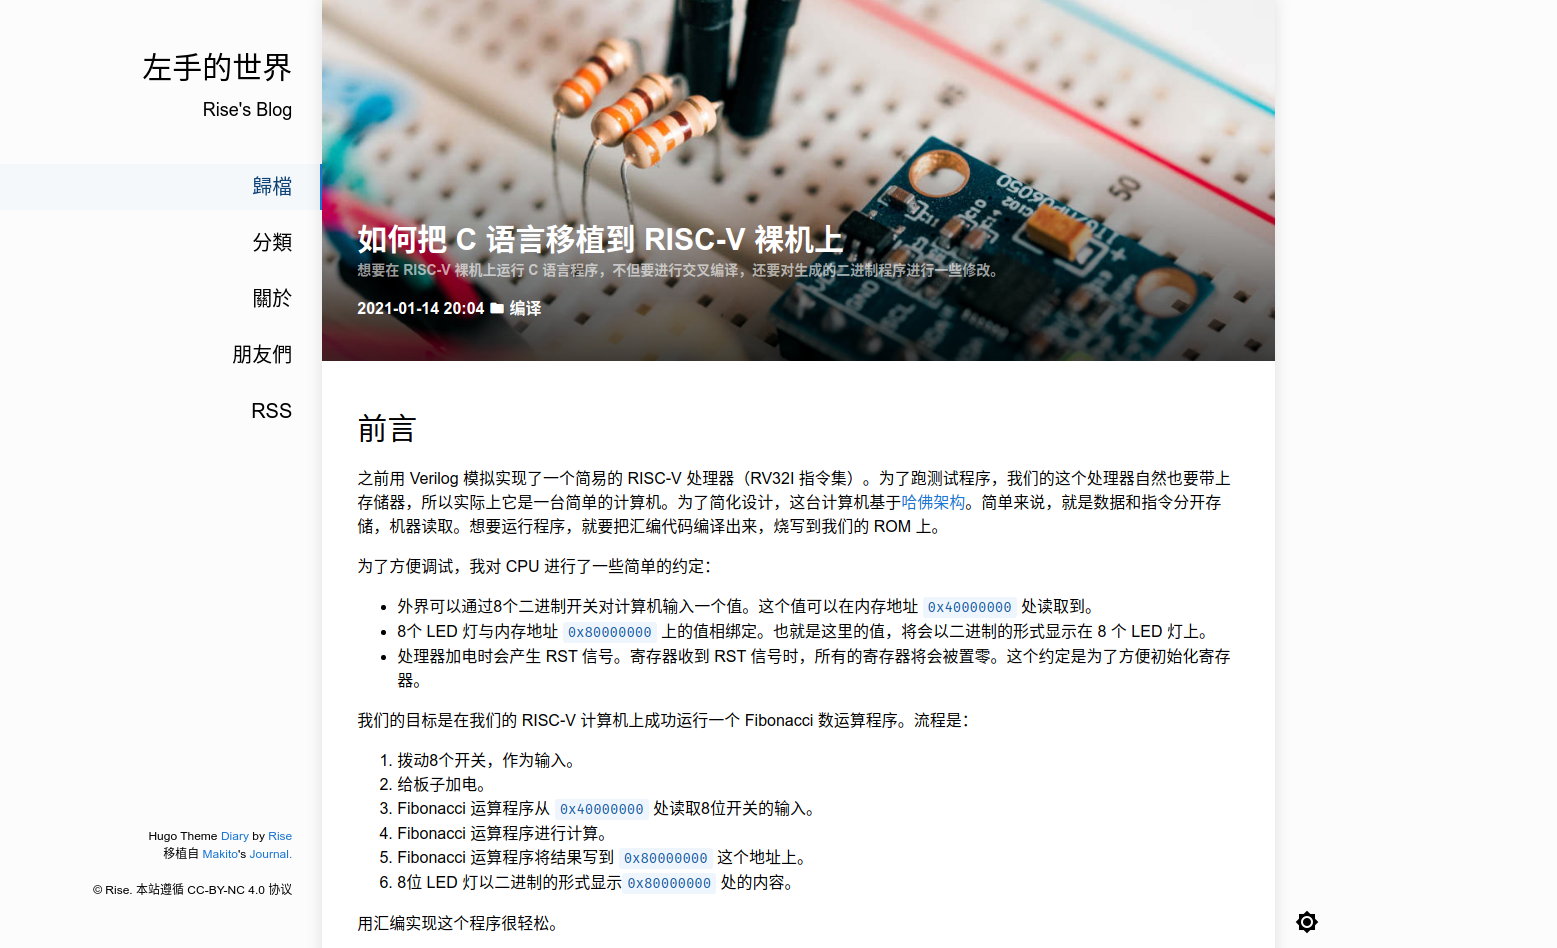 左手的世界
Rise's Blog
歸檔
分類
關於
朋友們
RSS
Hugo Theme Diary by Rise
移植自 Makito's Journal.
© Rise. 本站遵循 CC-BY-NC 4.0 协议
如何把 C 语言移植到 RISC-V 裸机上
想要在 RISC-V 裸机上运行 C 语言程序，不但要进行交叉编译，还要对生成的二进制程序进行一些修改。
2021-01-14 20:04 编译
前言
之前用 Verilog 模拟实现了一个简易的 RISC-V 处理器（RV32I 指令集）。为了跑测试程序，我们的这个处理器自然也要带上
存储器，所以实际上它是一台简单的计算机。为了简化设计，这台计算机基于哈佛架构。简单来说，就是数据和指令分开存
储，机器读取。想要运行程序，就要把汇编代码编译出来，烧写到我们的 ROM 上。
为了方便调试，我对 CPU 进行了一些简单的约定：
• 外界可以通过8个二进制开关对计算机输入一个值。这个值可以在内存地址 0x40000000 处读取到。
• 8个 LED 灯与内存地址 0x80000000 上的值相绑定。也就是这里的值，将会以二进制的形式显示在 8 个 LED 灯上。
• 处理器加电时会产生 RST 信号。寄存器收到 RST 信号时，所有的寄存器将会被置零。这个约定是为了方便初始化寄存
器。
我们的目标是在我们的 RISC-V 计算机上成功运行一个 Fibonacci 数运算程序。流程是：
1. 拨动8个开关，作为输入。
2. 给板子加电。
3. Fibonacci 运算程序从 0x40000000 处读取8位开关的输入。
4. Fibonacci 运算程序进行计算。
5. Fibonacci 运算程序将结果写到 0x80000000 这个地址上。
6. 8位 LED 灯以二进制的形式显示 0x80000000 处的内容。
用汇编实现这个程序很轻松。